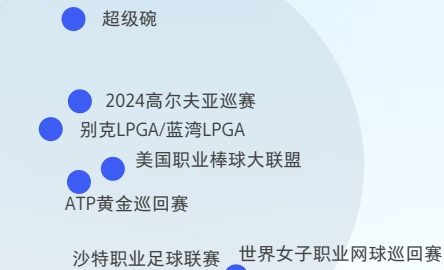 超级碗
2024高尔夫亚巡赛
别克LPGA/蓝湾LPGA
美国职业棒球大联盟
ATP黄金巡回赛
沙特职业足球联赛
世界女子职业网球巡回赛